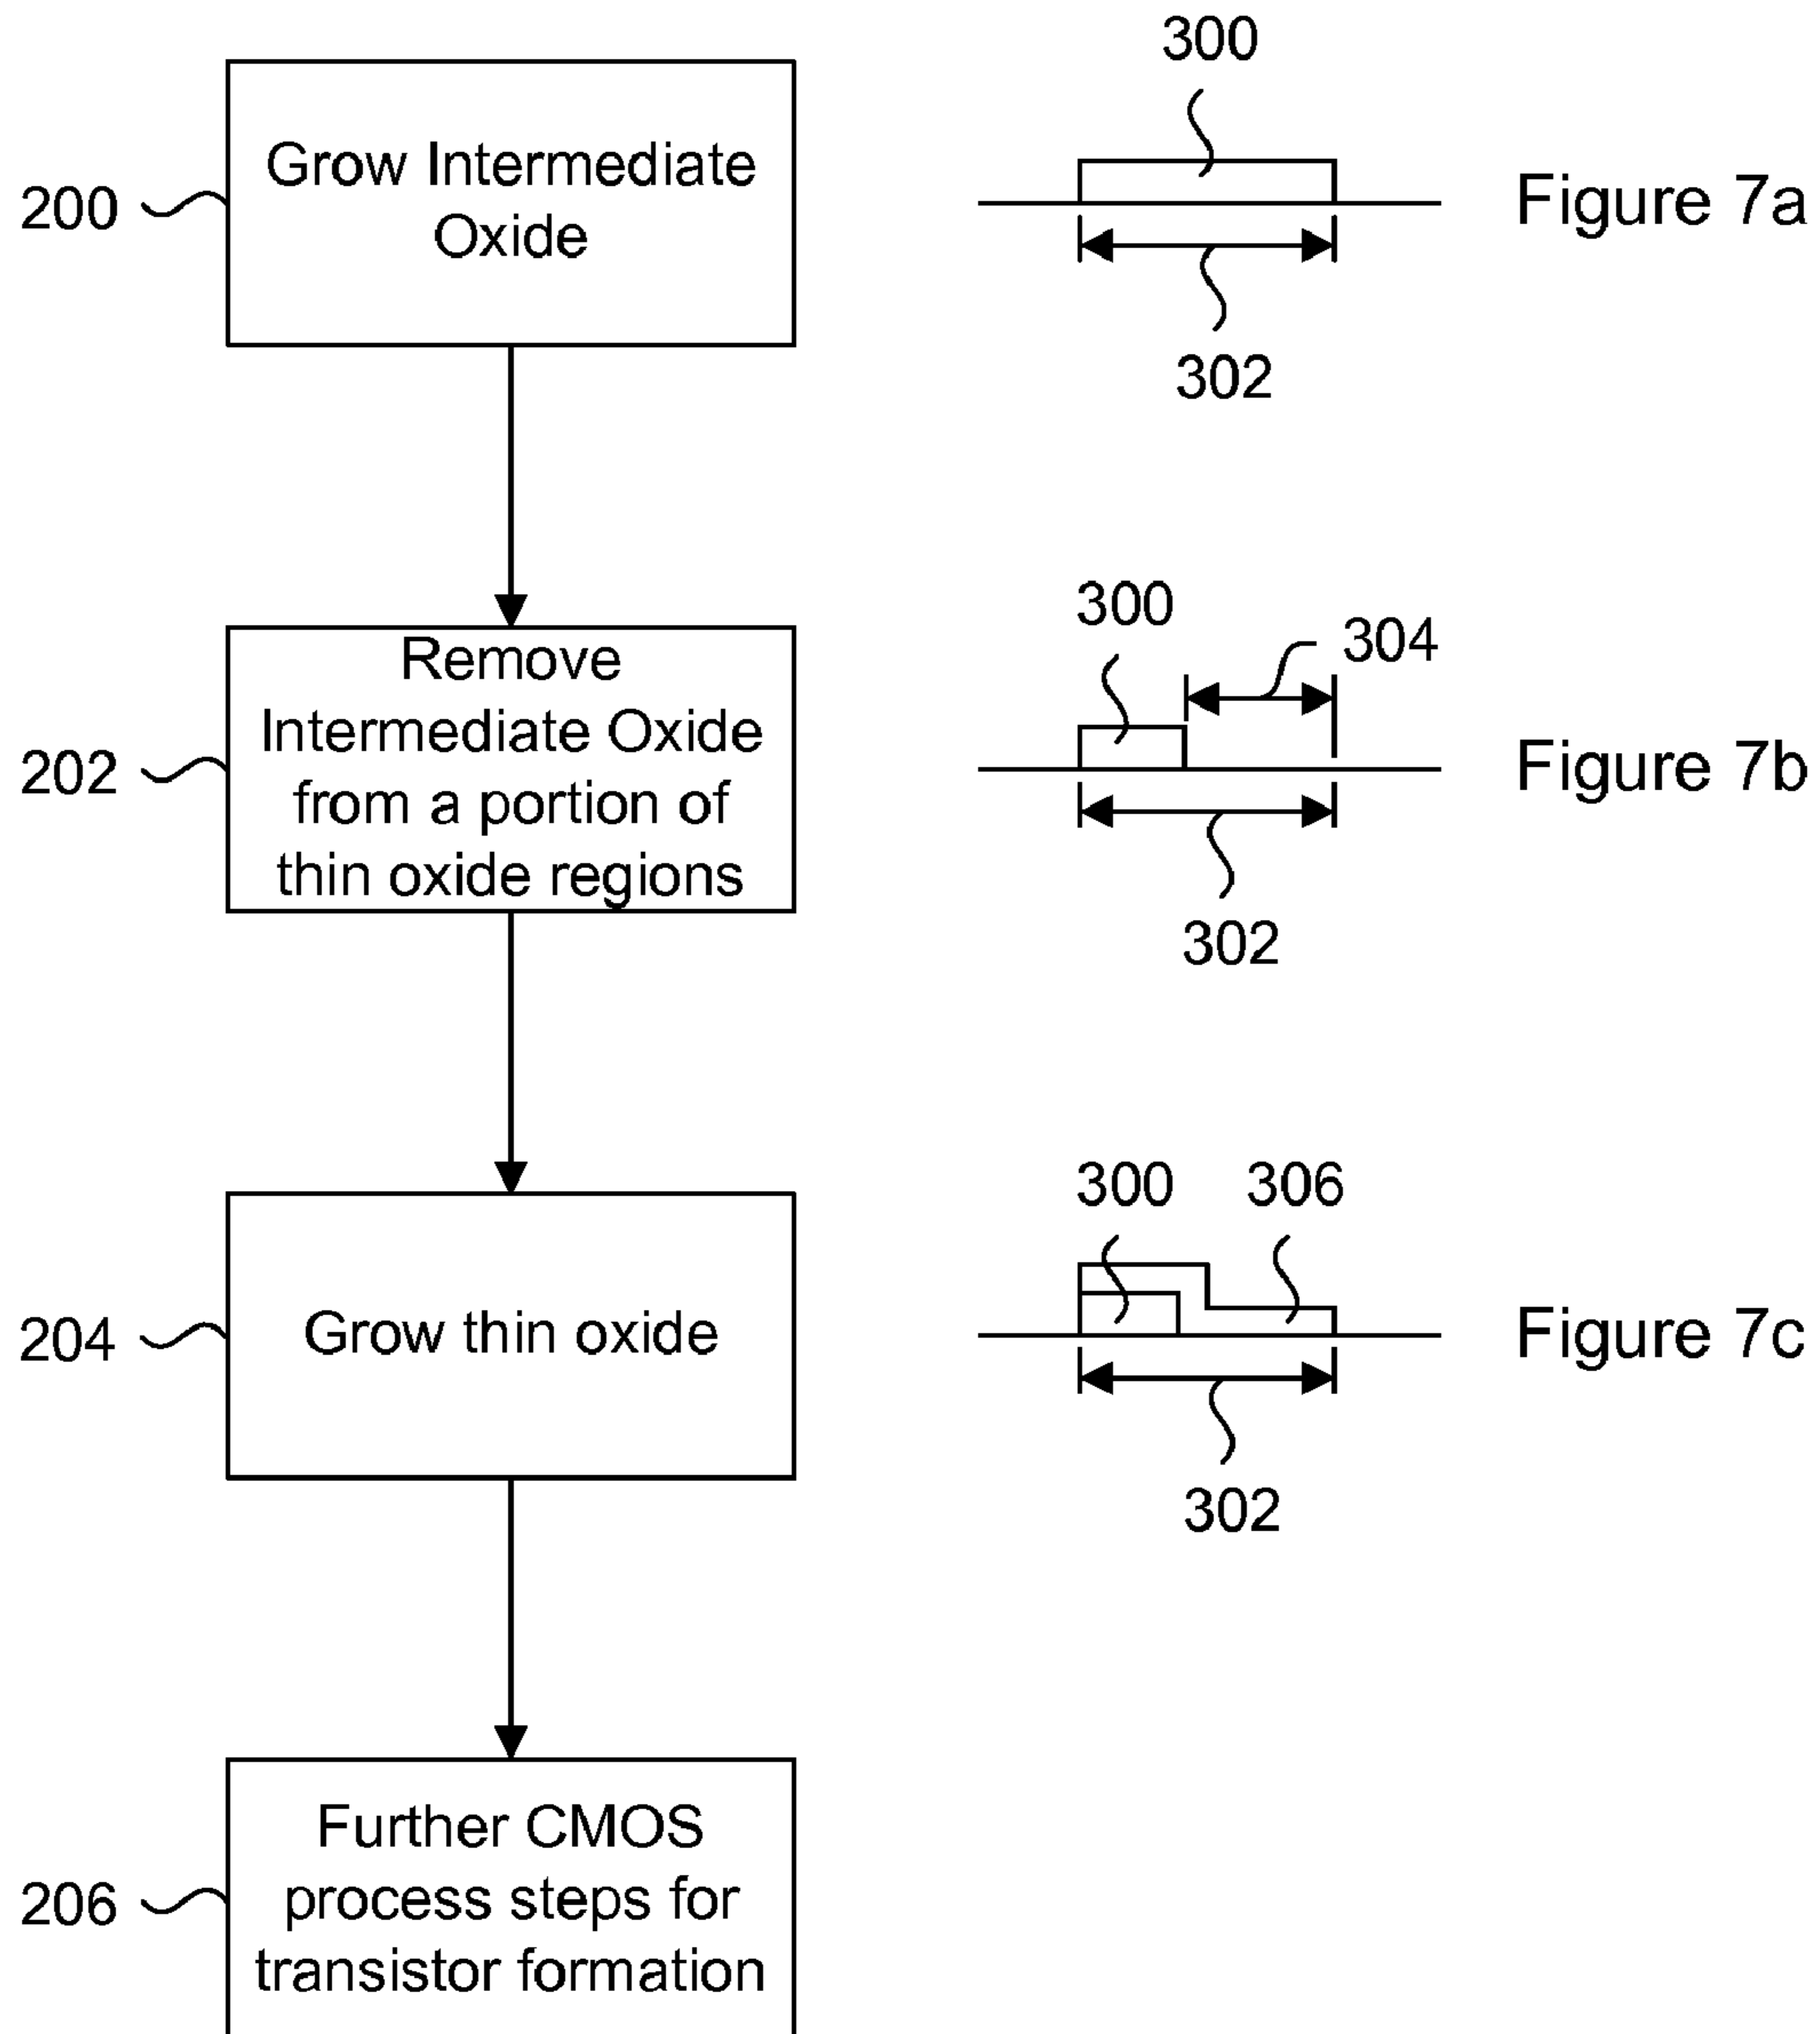 300
Grow Intermediate
Oxide
200
Figure 7a
302
300
304
Remove
Intermediate Oxide
from a portion of
thin oxide regions
202
Figure 7b
302
300 306
Grow thin oxide
204
Figure 7c
302
Further CMOS
process steps for
transistor formation
206